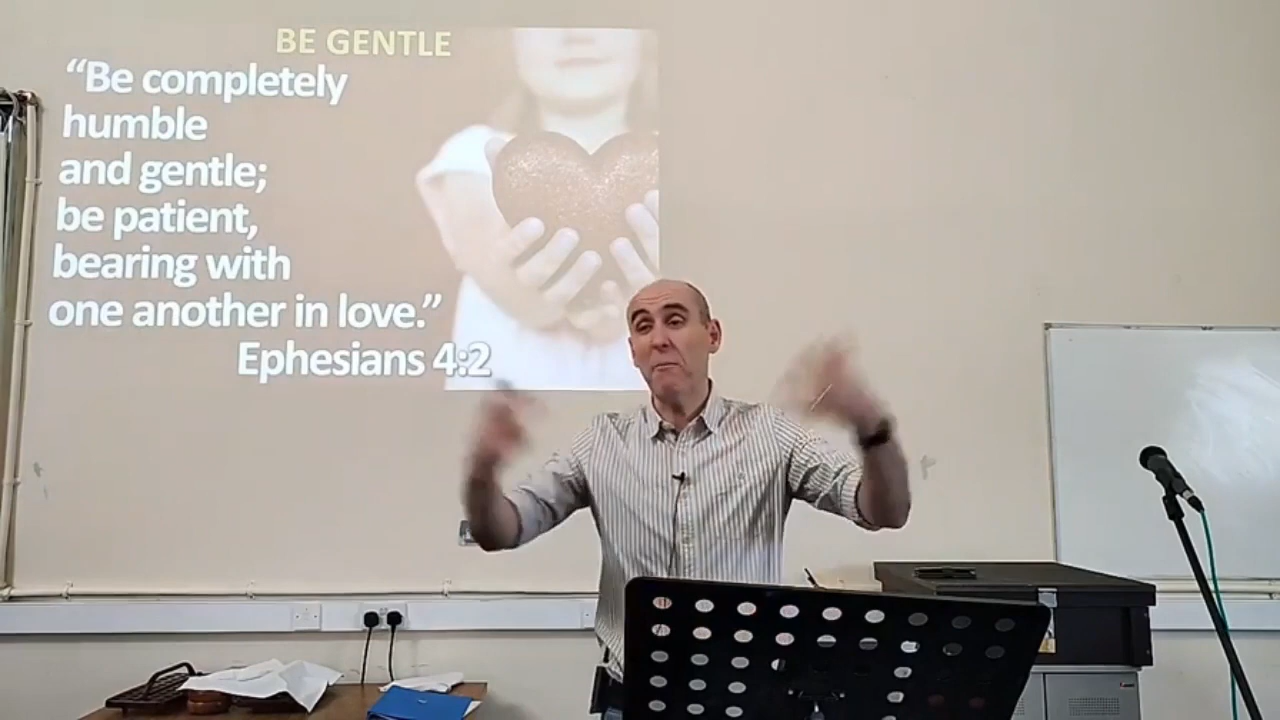 BE GENTLE
“Be completely
humble
and gentle;
be patient,
bearing with
one another in love.”
Ephesians 4:2